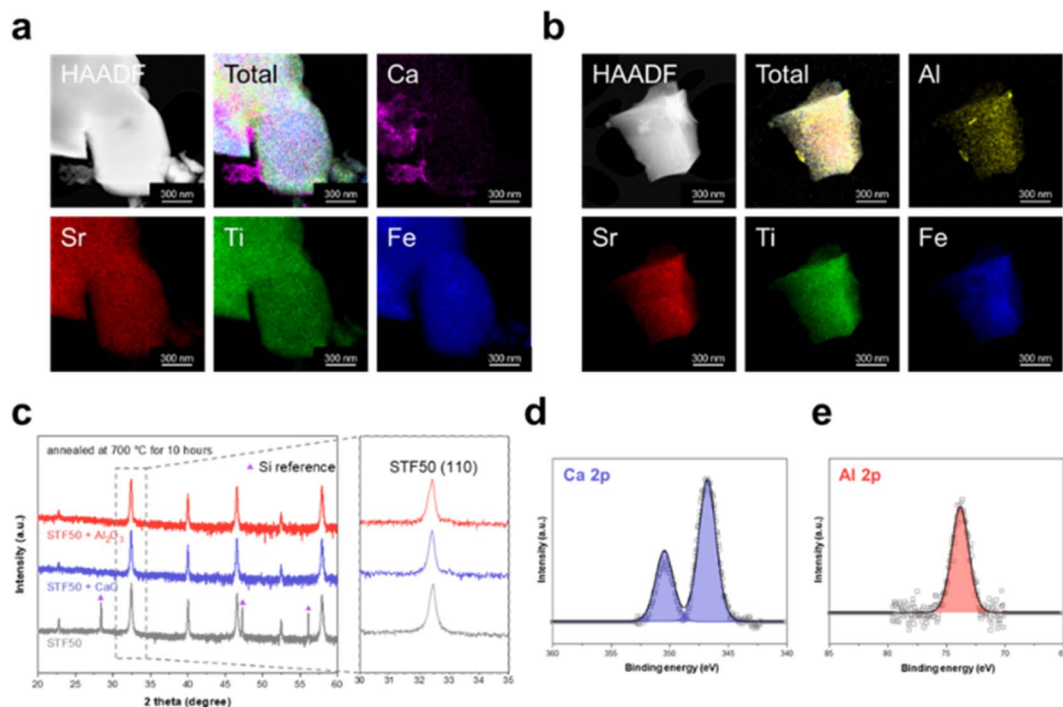 a
HAADF
Total
Ca
300 nm
300 nm
300 nm
Sr
Ti
Fe
300 nm
300 nm
300 nm
b
HAADF
Total
Al
300 nm
300 nm
300 nm
Sr
Ti
Fe
300 nm
300 nm
300 nm
c
annealed at 700 °C for 10 hours
▲ Si reference
STF50 + Al₂O₃
STF50 + CaO
STF50
Intensity (a.u.)
20 25 30 35 40 45 50 55 60
2 theta (degree)
STF50 (110)
30 31 32 33 34 35
d
Ca 2p
Intensity (a.u.)
360 355 350 345 340
Binding energy (eV)
e
Al 2p
Intensity (a.u.)
85 80 75 70
Binding energy (eV)